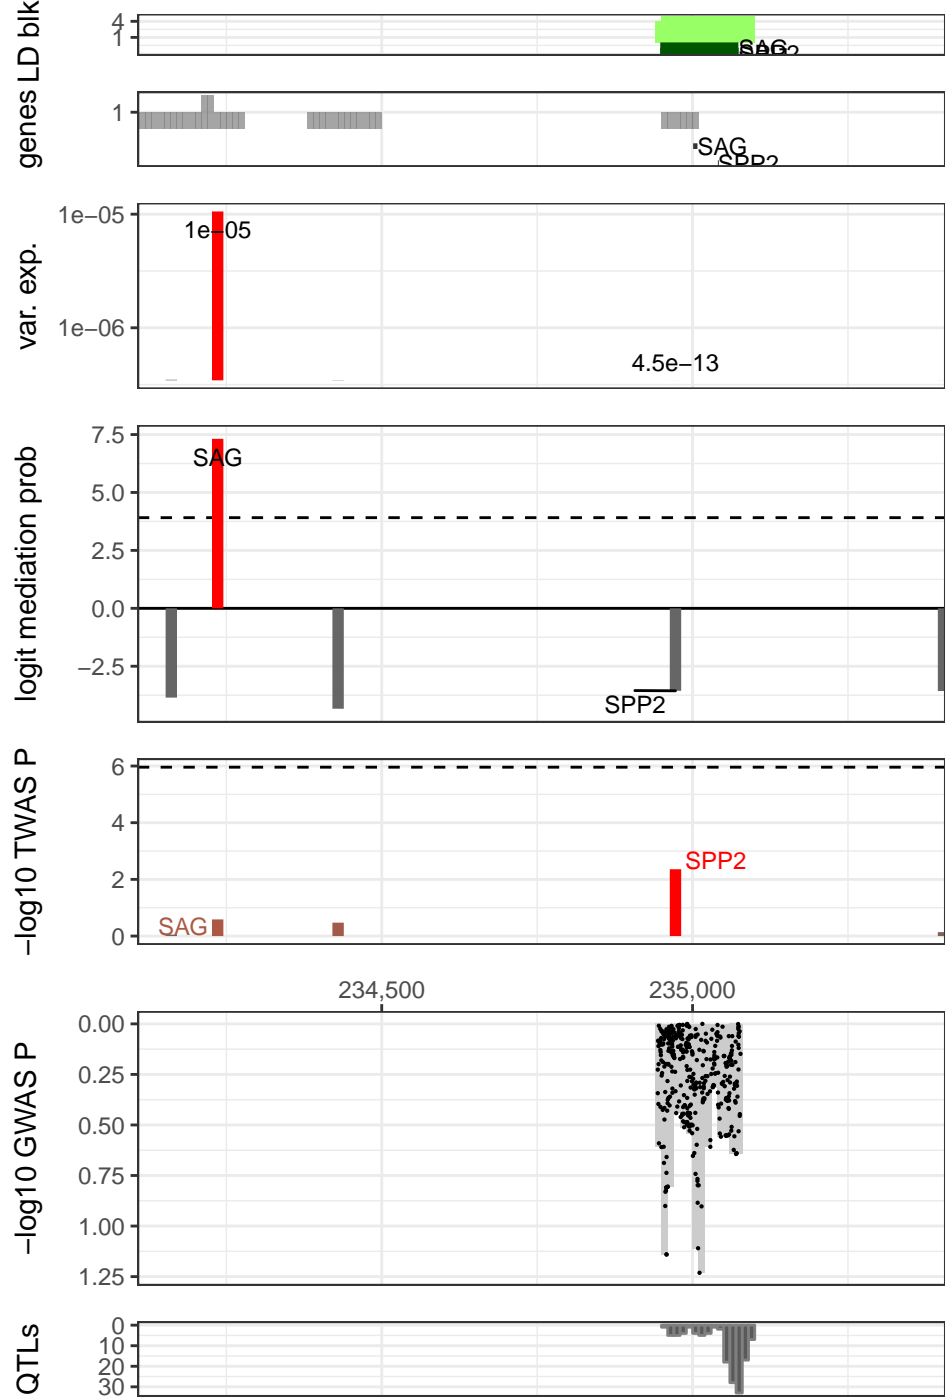 LD blk
4
1
SAG
SPP2
genes
1
SAG
SPP2
var. exp.
1e−05
1e−05
1e−06
4.5e−13
logit mediation prob
7.5
SAG
5.0
2.5
0.0
−2.5
SPP2
−log10 TWAS P
6
4
2
SPP2
SAG
0
234,500 235,000
−log10 GWAS P
0.00
0.25
0.50
0.75
1.00
1.25
QTLs
0
10
20
30